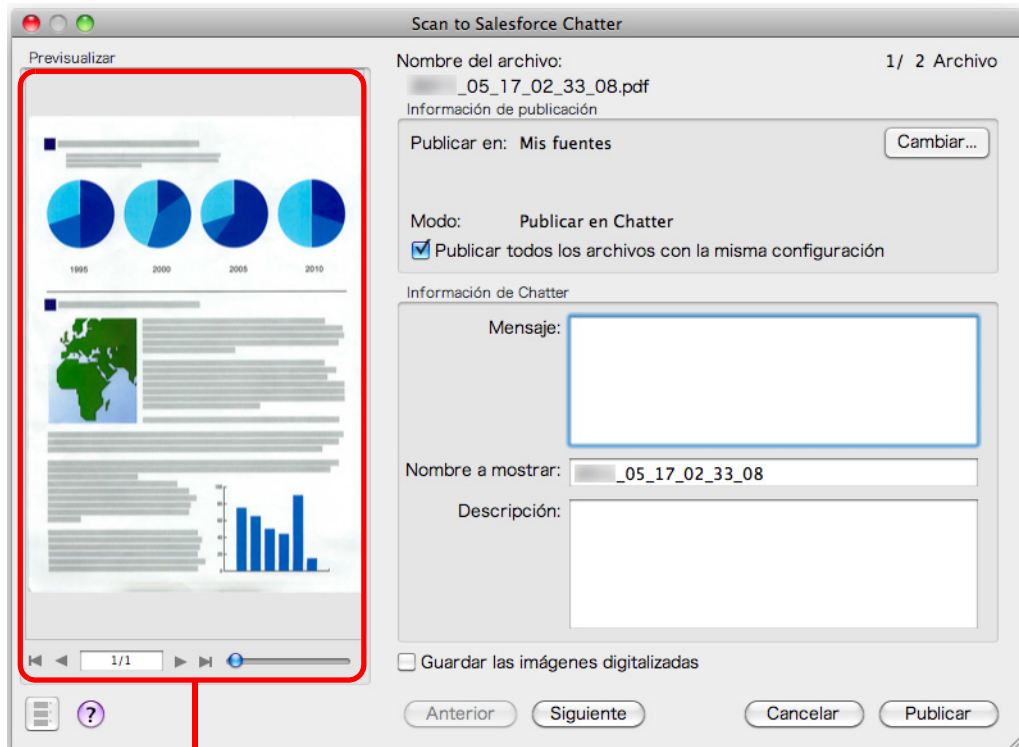 Scan to Salesforce Chatter
Previsualizar
1995 2000 2005 2010
1/1
Nombre del archivo: 1/ 2 Archivo
_05_17_02_33_08.pdf
Información de publicación
Publicar en: Mis fuentes Cambiar...
Modo: Publicar en Chatter
Publicar todos los archivos con la misma configuración
Información de Chatter
Mensaje:
Nombre a mostrar: _05_17_02_33_08
Descripción:
Guardar las imágenes digitalizadas
? Anterior Siguiente Cancelar Publicar